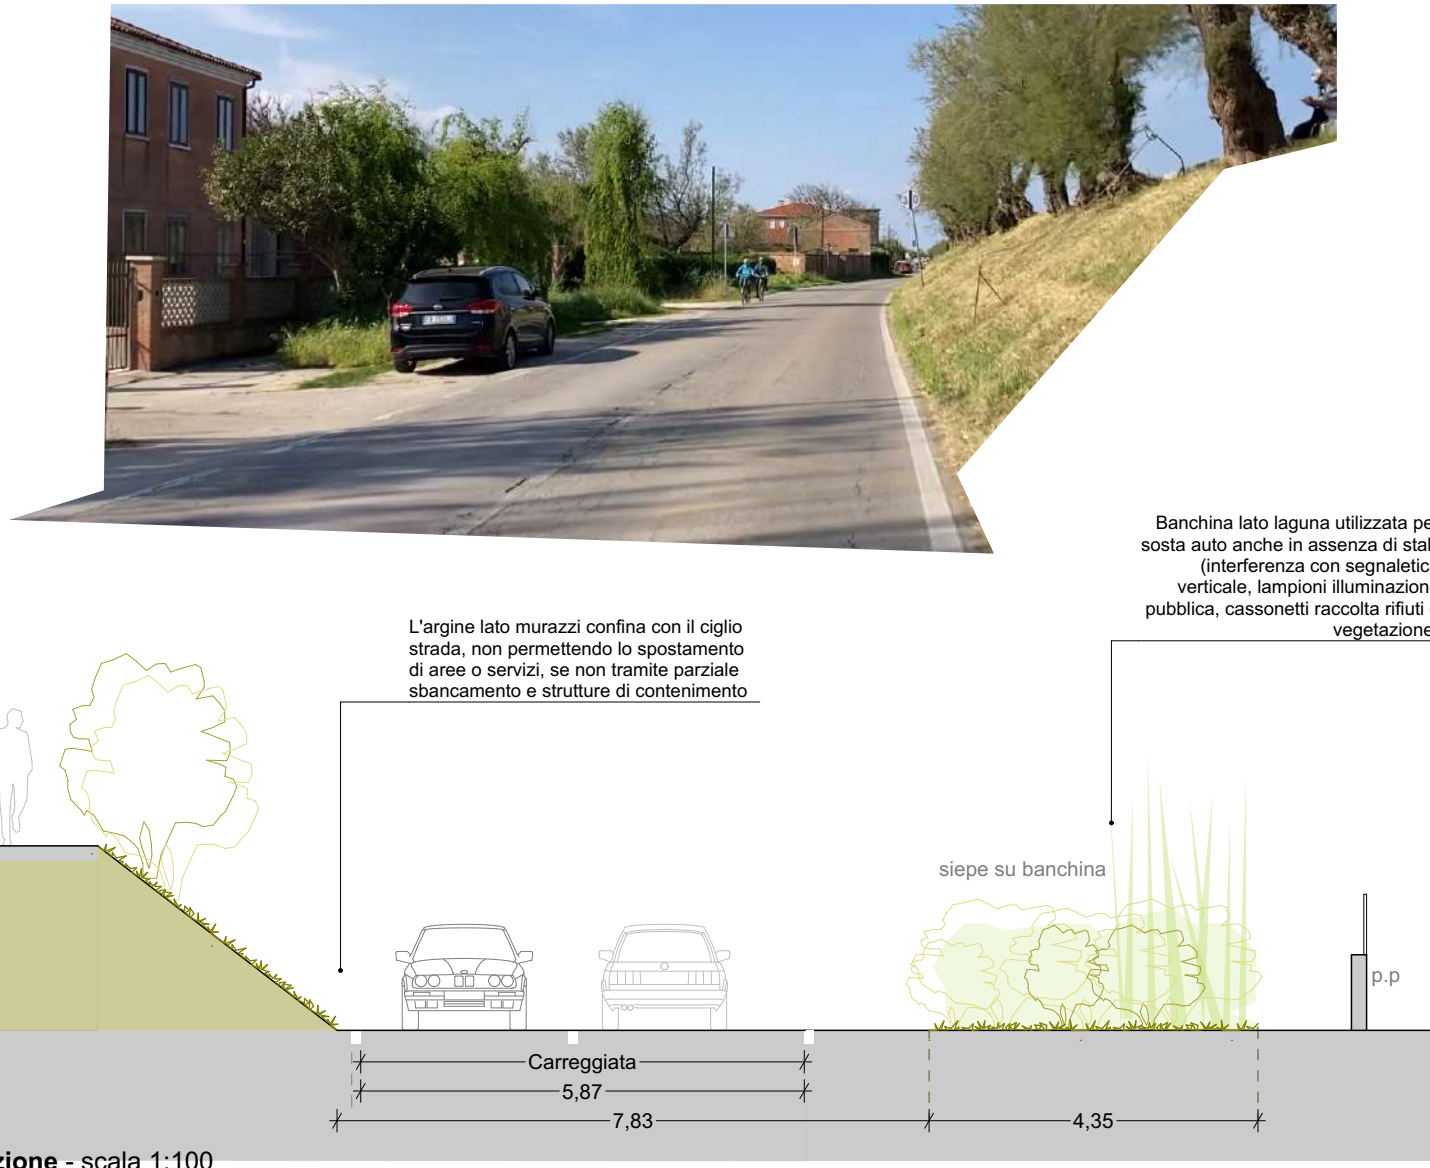 Banchina lato laguna utilizzata pe
sosta auto anche in assenza di stal
(interferenza con segnaletic
verticale, lampioni illuminazion
pubblica, cassonetti raccolta rifiuti
vegetazione
L'argine lato murazzi confina con il ciglio
strada, non permettendo lo spostamento
di aree o servizi, se non tramite parziale
sbancamento e strutture di contenimento
siepe su banchina
p.p
Carreggiata
5,87
7,83
4,35
zione - scala 1:100